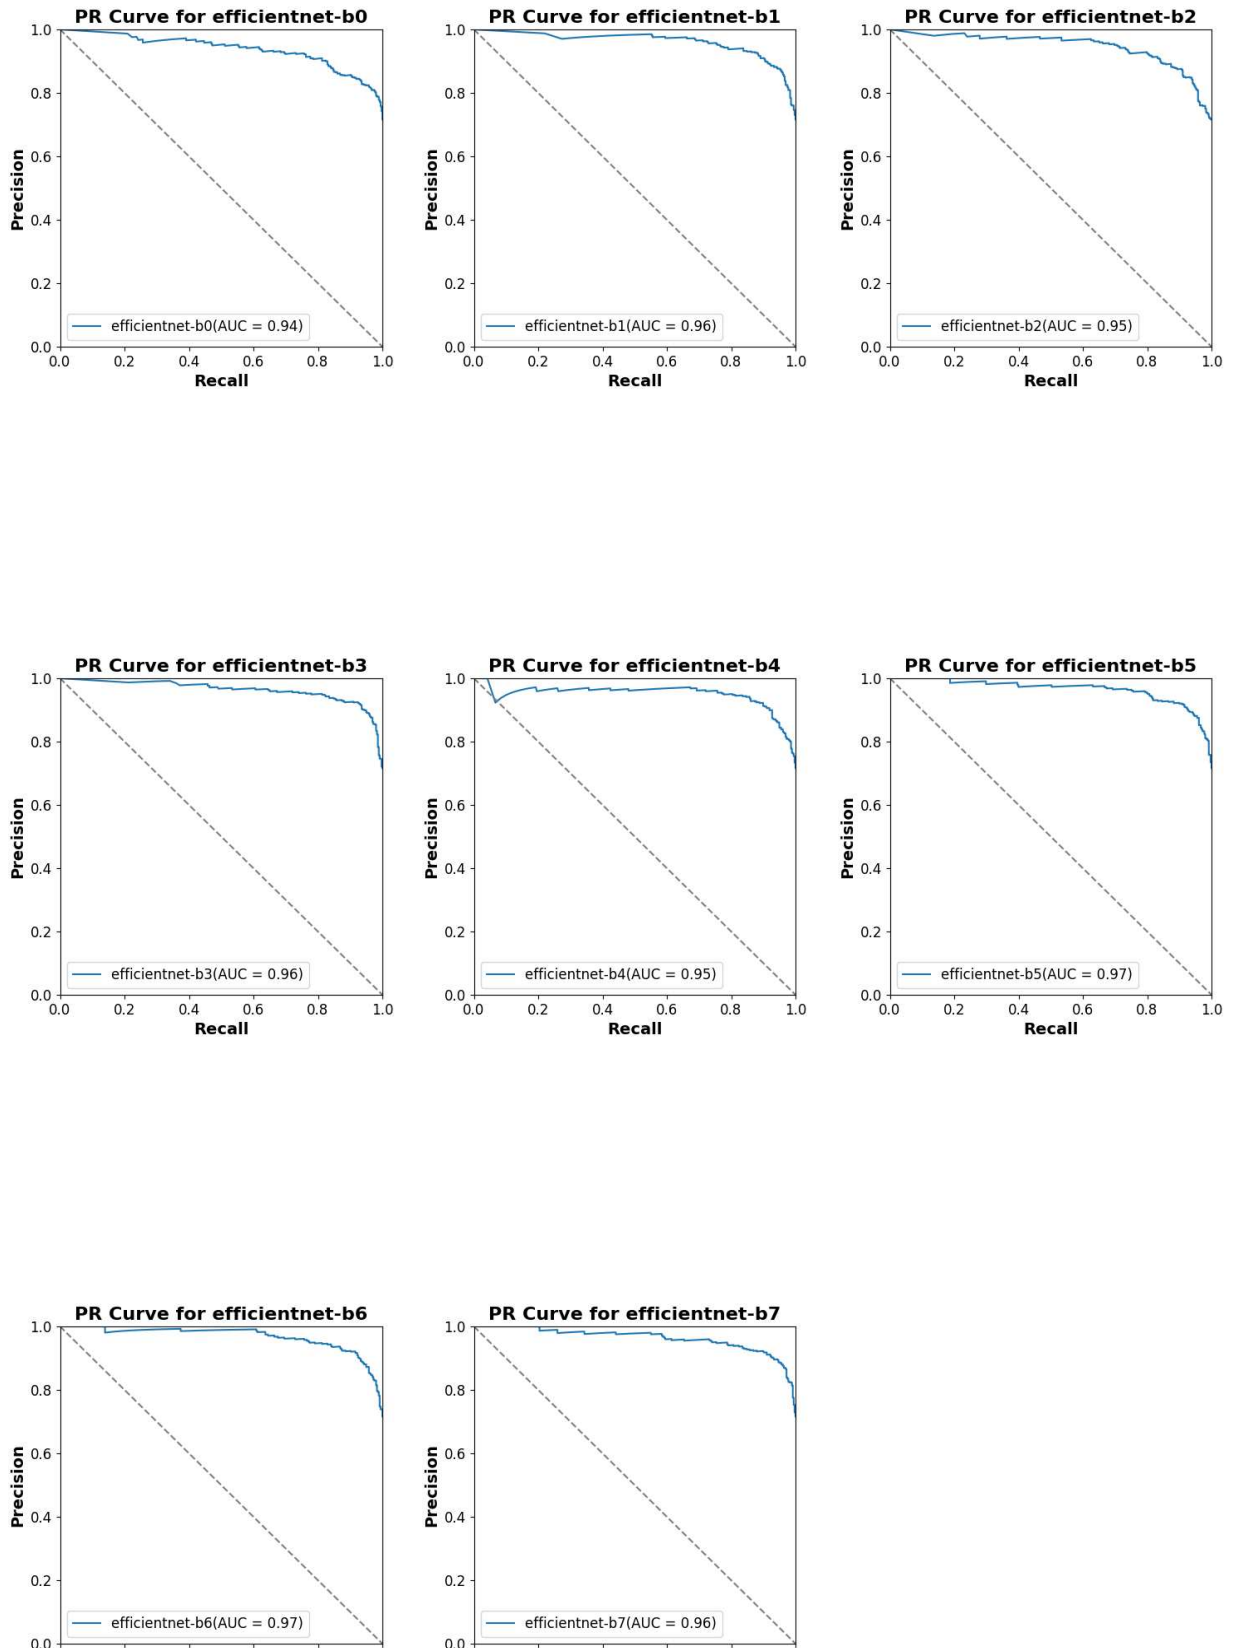 PR Curve for efficientnet-b0
1.0
0.8
0.6
0.4
0.2
0.0
Precision
efficientnet-b0(AUC = 0.94)
0.0 0.2 0.4 0.6 0.8 1.0
Recall
PR Curve for efficientnet-b1
1.0
0.8
0.6
0.4
0.2
0.0
Precision
efficientnet-b1(AUC = 0.96)
0.0 0.2 0.4 0.6 0.8 1.0
Recall
PR Curve for efficientnet-b2
1.0
0.8
0.6
0.4
0.2
0.0
Precision
efficientnet-b2(AUC = 0.95)
0.0 0.2 0.4 0.6 0.8 1.0
Recall
PR Curve for efficientnet-b3
1.0
0.8
0.6
0.4
0.2
0.0
Precision
efficientnet-b3(AUC = 0.96)
0.0 0.2 0.4 0.6 0.8 1.0
Recall
PR Curve for efficientnet-b4
1.0
0.8
0.6
0.4
0.2
0.0
Precision
efficientnet-b4(AUC = 0.95)
0.0 0.2 0.4 0.6 0.8 1.0
Recall
PR Curve for efficientnet-b5
1.0
0.8
0.6
0.4
0.2
0.0
Precision
efficientnet-b5(AUC = 0.97)
0.0 0.2 0.4 0.6 0.8 1.0
Recall
PR Curve for efficientnet-b6
1.0
0.8
0.6
0.4
0.2
0.0
Precision
efficientnet-b6(AUC = 0.97)
PR Curve for efficientnet-b7
1.0
0.8
0.6
0.4
0.2
0.0
Precision
efficientnet-b7(AUC = 0.96)